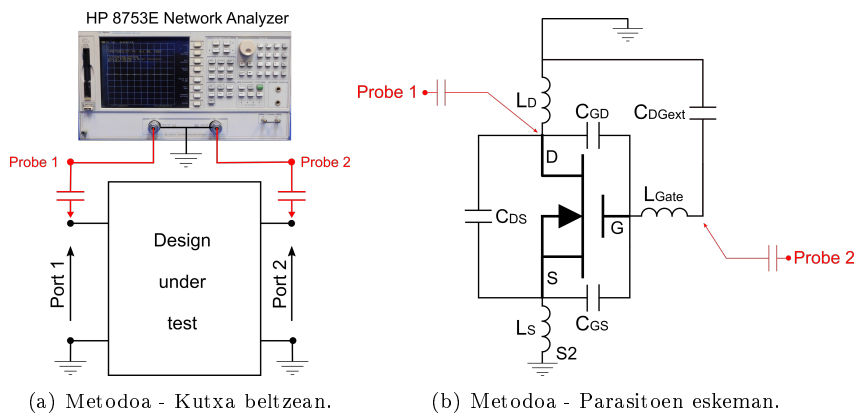 HP 8753E Network Analyzer
Probe 1
Probe 2
Port 1
Design
under
test
Port 2
(a) Metodoa - Kutxa beltzean.
Probe 1
LD
CDGext
CGD
D
CDS
LGate
G
Probe 2
S
CGS
LS
S2
(b) Metodoa - Parasitoen eskeman.